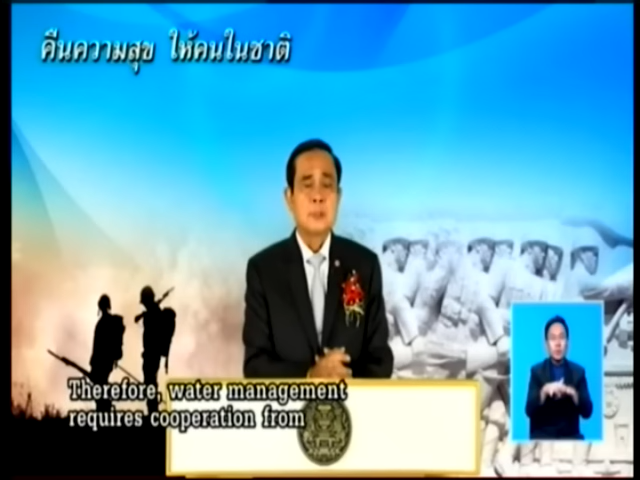 คืนความสุข ให้คนในชาติ
Therefore, water management
requires cooperation from